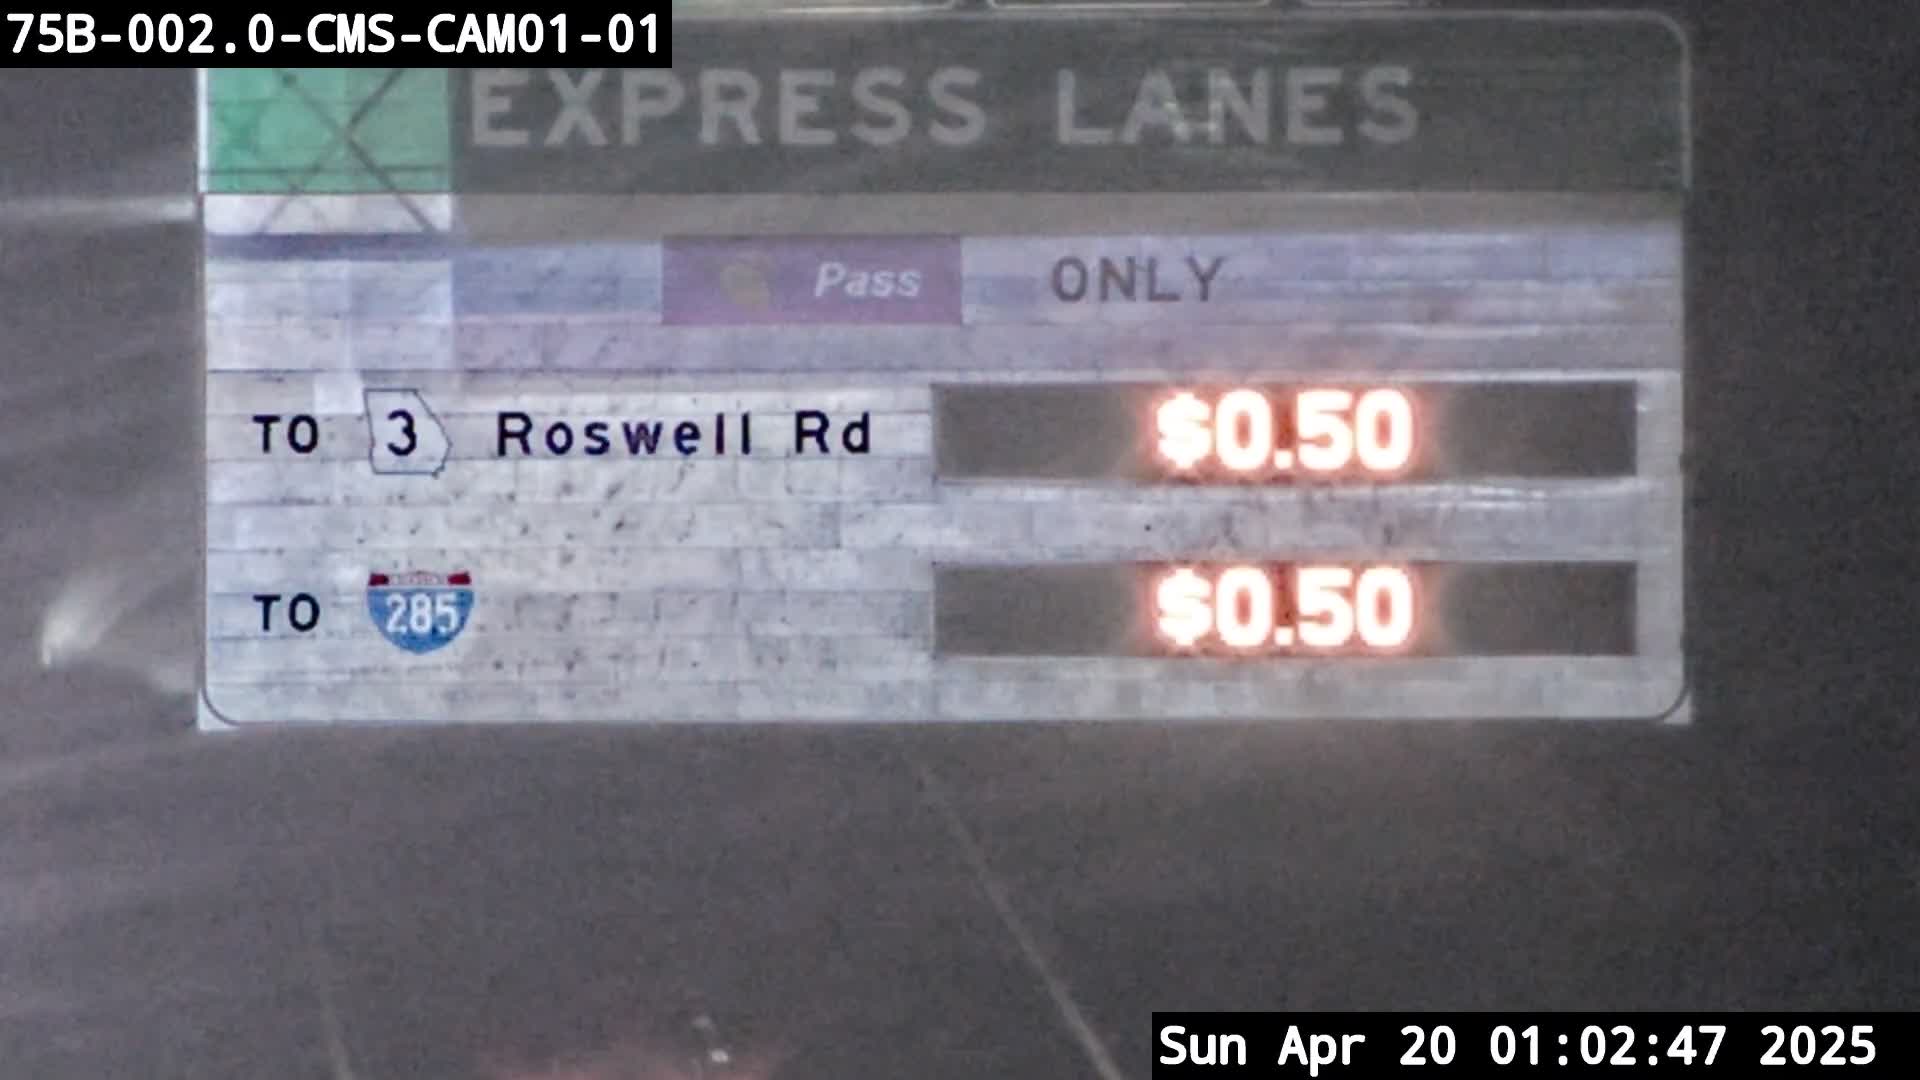 75B-002.0-CMS-CAM01-01
EXPRESS LANES
Pass ONLY
TO 3 Roswell Rd $0.50
TO 285 $0.50
Sun Apr 20 01:02:47 2025